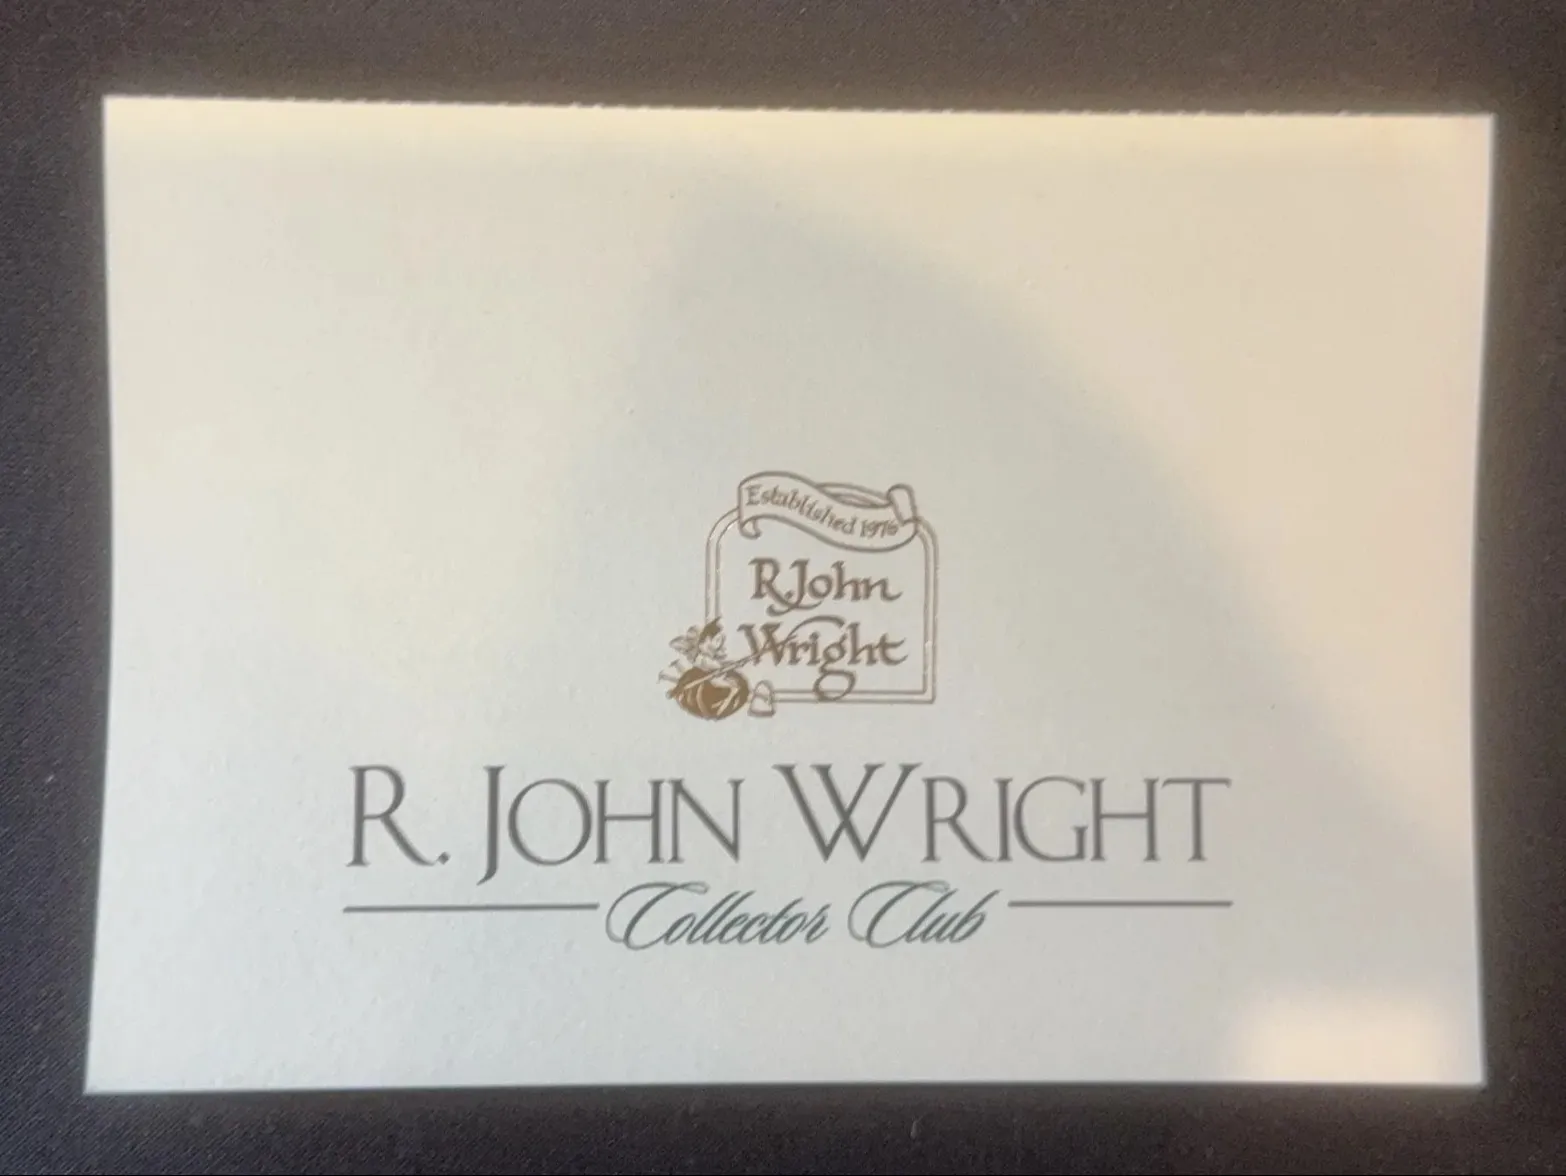 Established 1976
R. John
Wright
R. JOHN WRIGHT
Collector Club